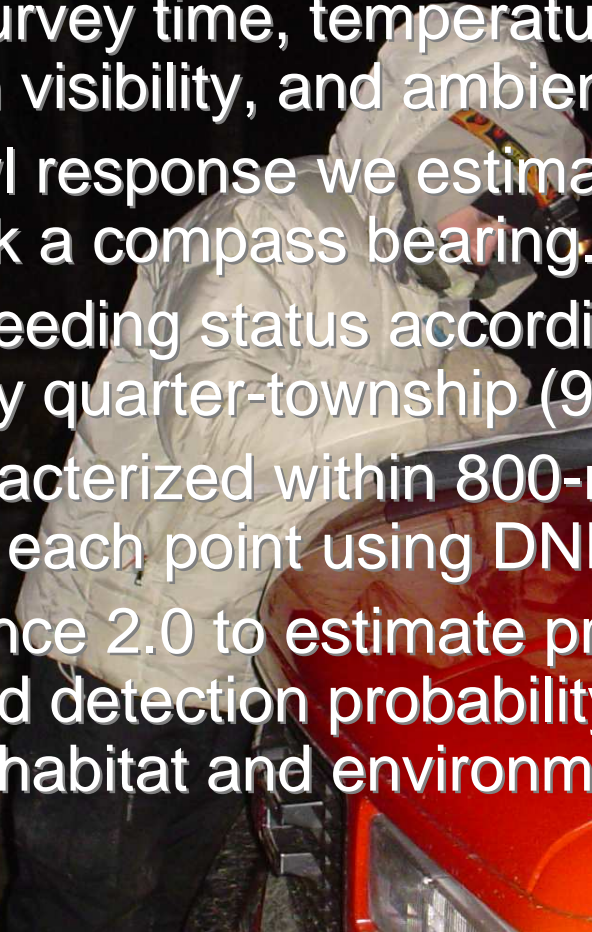 urvey time, temperatu
visibility, and ambien
l response we estima
k a compass bearing.
eeding status accordi
y quarter-township (9
acterized within 800-
each point using DN
nce 2.0 to estimate pr
d detection probability
habitat and environm